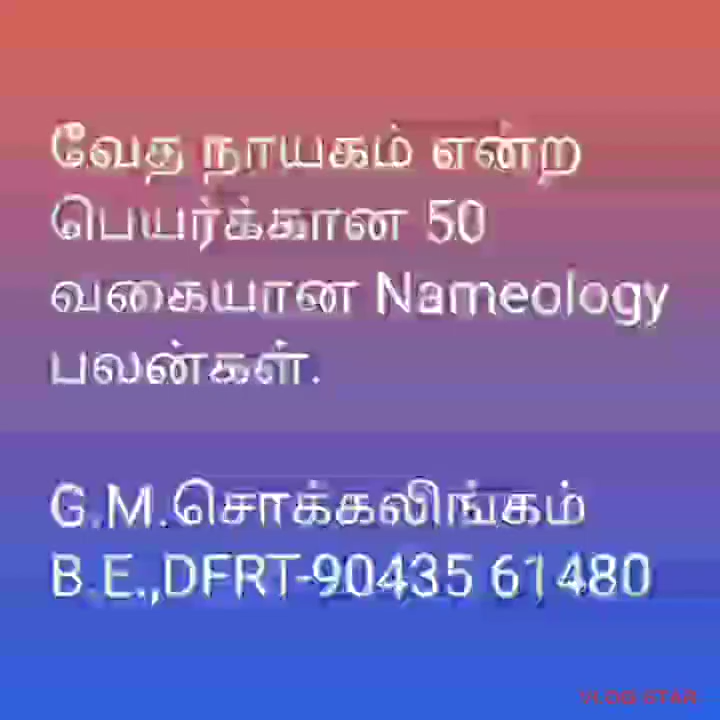 வேத நாயகம் என்ற
பெயர்க்கான 50
வகையான Nameology
பலன்கள்.
G.M.சொக்கலிங்கம்
B.E.,DFRT-90435 61480
VLOG STAR